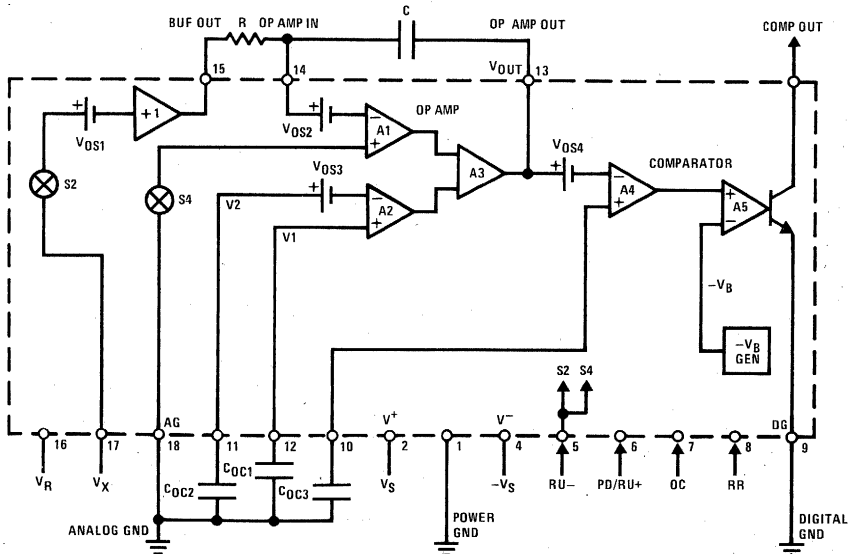 C
BUF OUT R OP AMP IN OP AMP OUT COMP OUT
15 14 VOUT 13
+ +1 + − OP AMP
VOS1 VOS2 A1 VOS4
+ COMPARATOR
S2 S4 VOS3 A3 + −
+ − A4 +
V2 A2 + A5
+ −
V1
−VB
−VB
GEN
S2 S4
AG V+ V− DG
16 17 18 11 12 10 2 1 4 5 6 7 8 9
VR VX COC2 COC1 COC3 VS −VS RU− PD/RU+ OC RR
ANALOG GND POWER
GND DIGITAL
GND